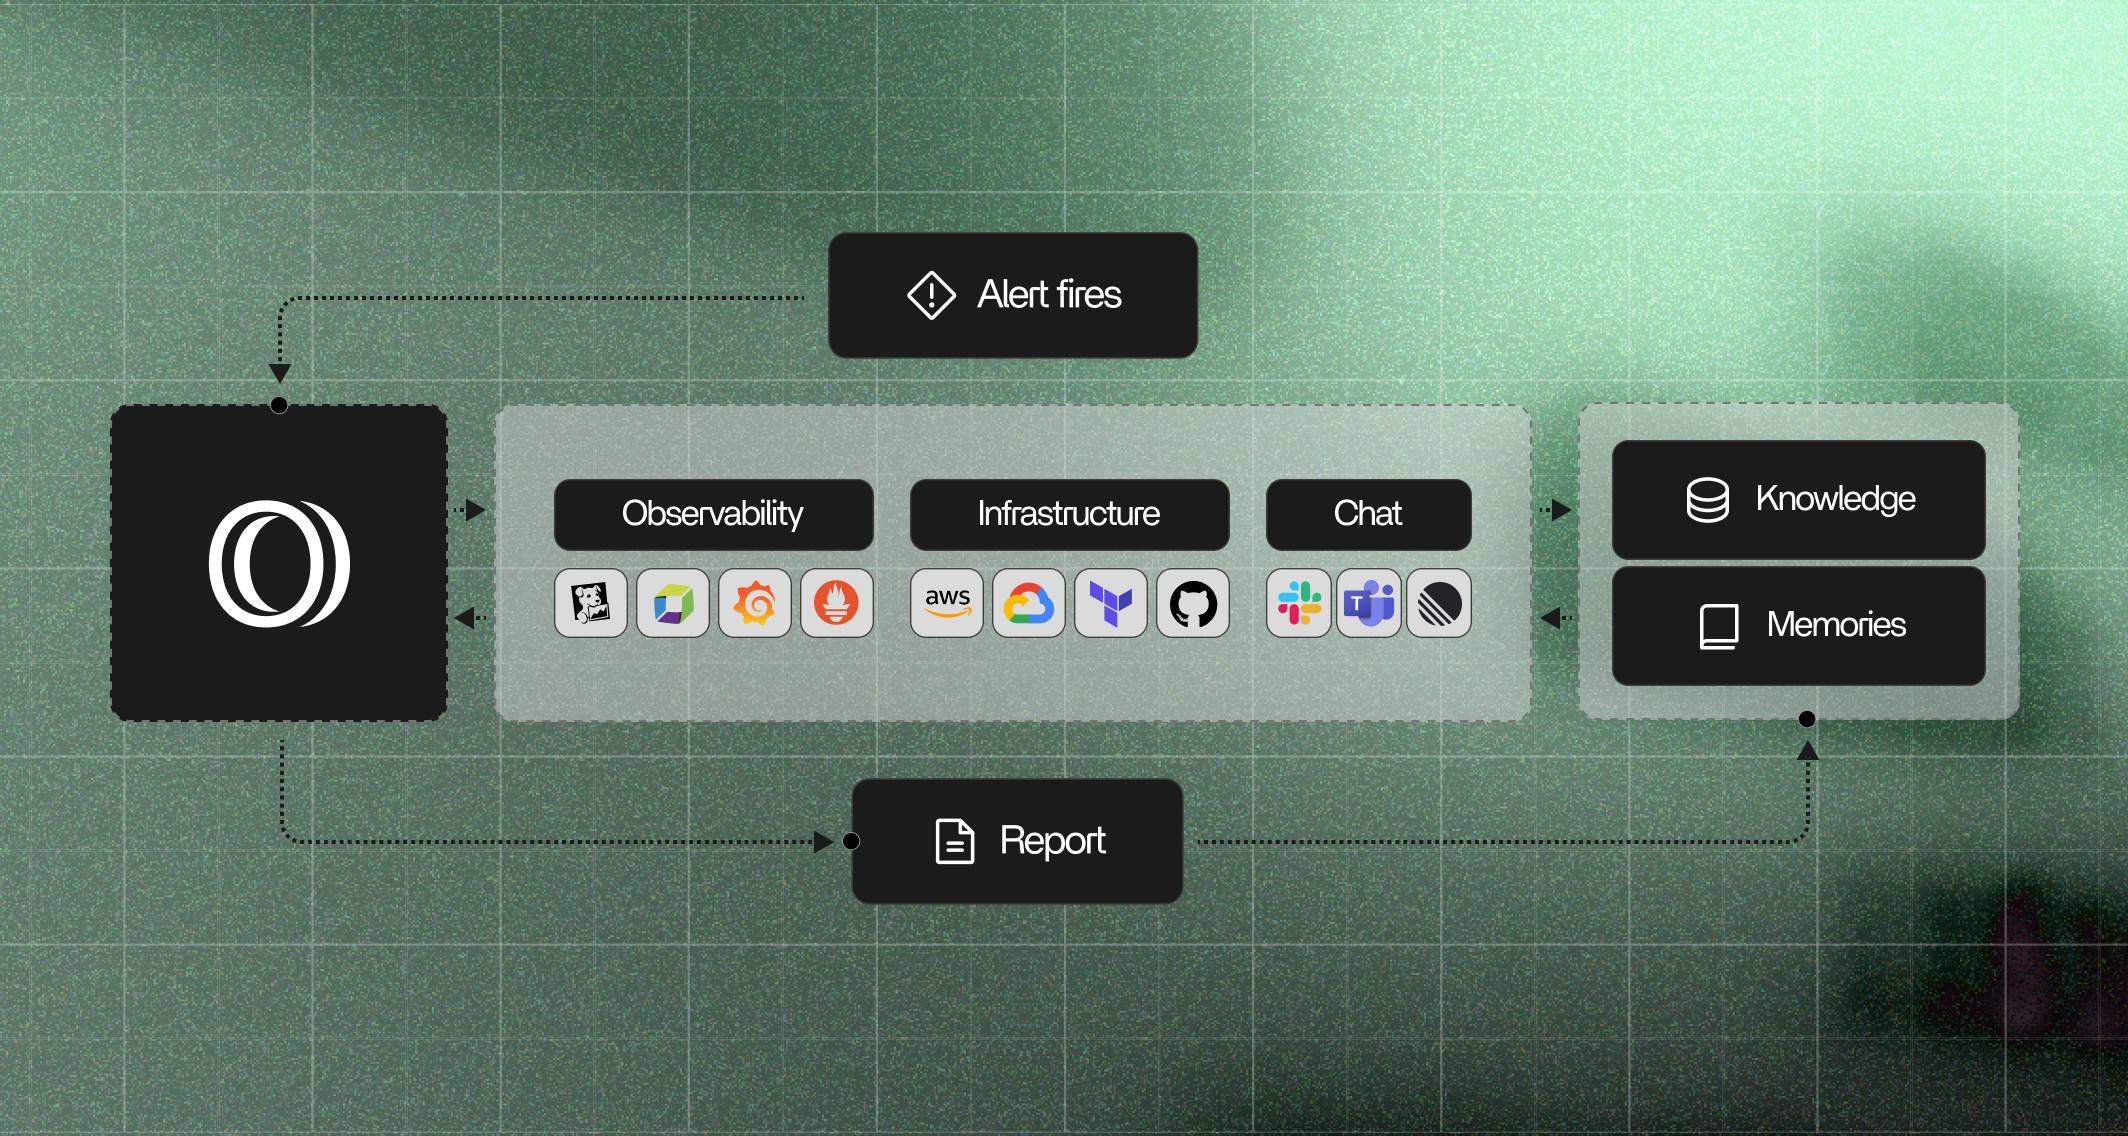 Alert fires
Observability
Infrastructure
Chat
aws
T
Knowledge
Memories
Report